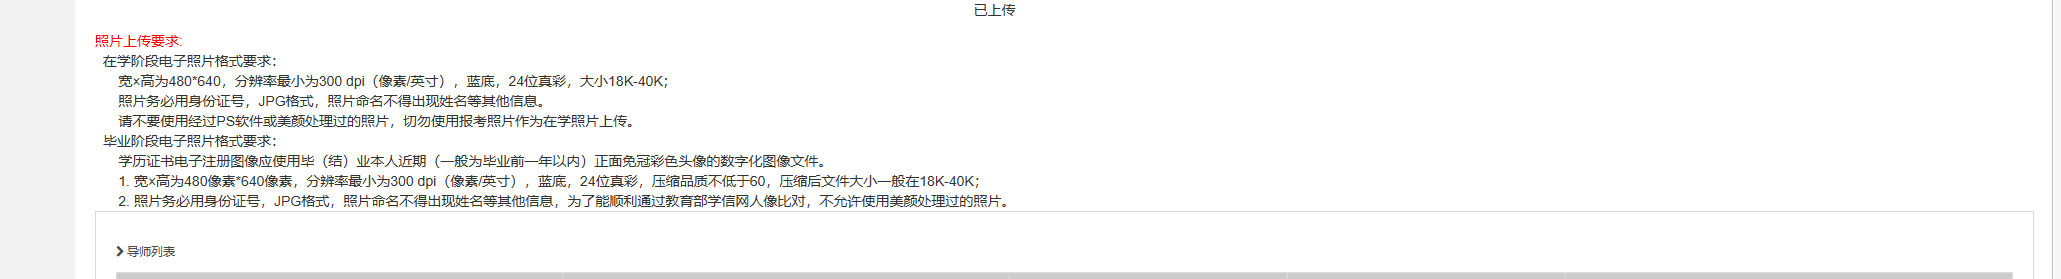 已上传
照片上传要求:
在学阶段电子照片格式要求：
宽×高为480*640，分辨率最小为300 dpi（像素/英寸），蓝底，24位真彩，大小18K-40K；
照片务必用身份证号，JPG格式，照片命名不得出现姓名等其他信息。
请不要使用经过PS软件或美颜处理过的照片，切勿使用报考照片作为在学照片上传。
毕业阶段电子照片格式要求：
学历证书电子注册图像应使用毕（结）业本人近期（一般为毕业前一年以内）正面免冠彩色头像的数字化图像文件。
1. 宽×高为480像素*640像素，分辨率最小为300 dpi（像素/英寸），蓝底，24位真彩，压缩品质不低于60，压缩后文件大小一般在18K-40K；
2. 照片务必用身份证号，JPG格式，照片命名不得出现姓名等其他信息，为了能顺利通过教育部学信网人像比对，不允许使用美颜处理过的照片。
导师列表